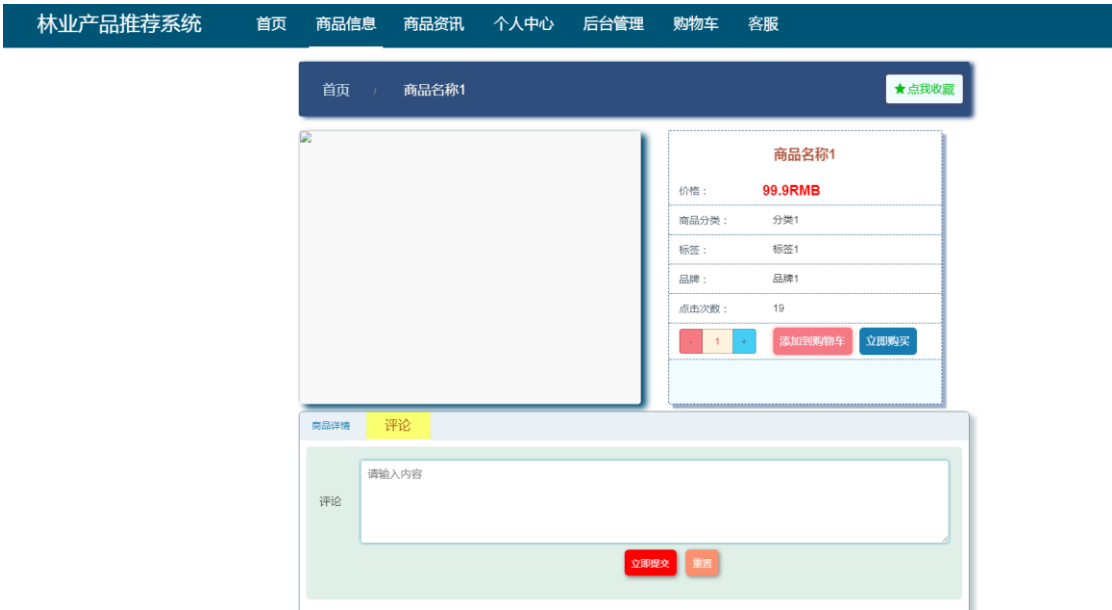 林业产品推荐系统 首页 商品信息 商品资讯 个人中心 后台管理 购物车 客服
首页 / 商品名称1 ★点我收藏
商品名称1
价格： 99.9RMB
商品分类： 分类1
标签： 标签1
品牌： 品牌1
点击次数： 19
- 1 + 添加到购物车 立即购买
商品详情 评论
请输入内容
评论
立即提交 重置